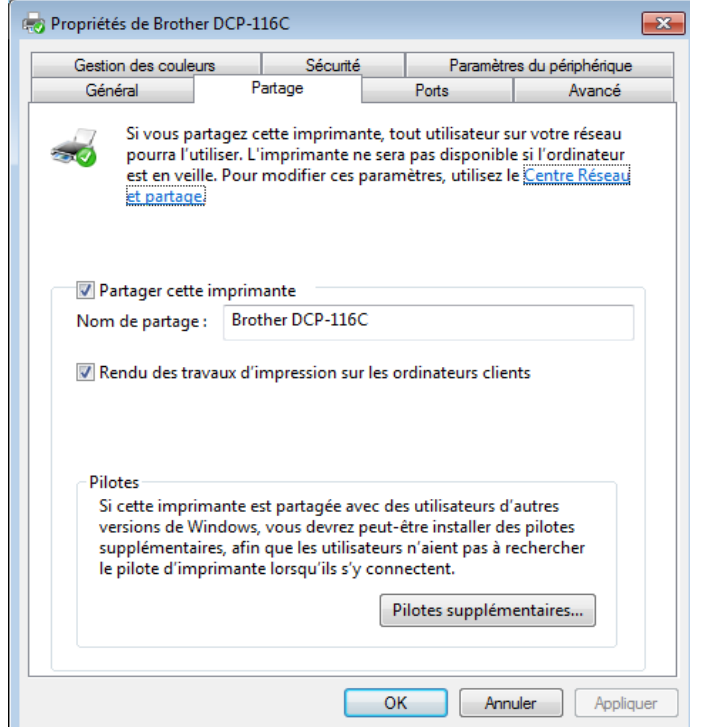 Propriétés de Brother DCP-116C
Gestion des couleurs Sécurité Paramètres du périphérique
Général Partage Ports Avancé
Si vous partagez cette imprimante, tout utilisateur sur votre réseau
pourra l'utiliser. L'imprimante ne sera pas disponible si l'ordinateur
est en veille. Pour modifier ces paramètres, utilisez le Centre Réseau
et partage.
Partager cette imprimante
Nom de partage : Brother DCP-116C
Rendu des travaux d'impression sur les ordinateurs clients
Pilotes
Si cette imprimante est partagée avec des utilisateurs d'autres
versions de Windows, vous devrez peut-être installer des pilotes
supplémentaires, afin que les utilisateurs n'aient pas à rechercher
le pilote d'imprimante lorsqu'ils s'y connectent.
Pilotes supplémentaires...
OK Annuler Appliquer